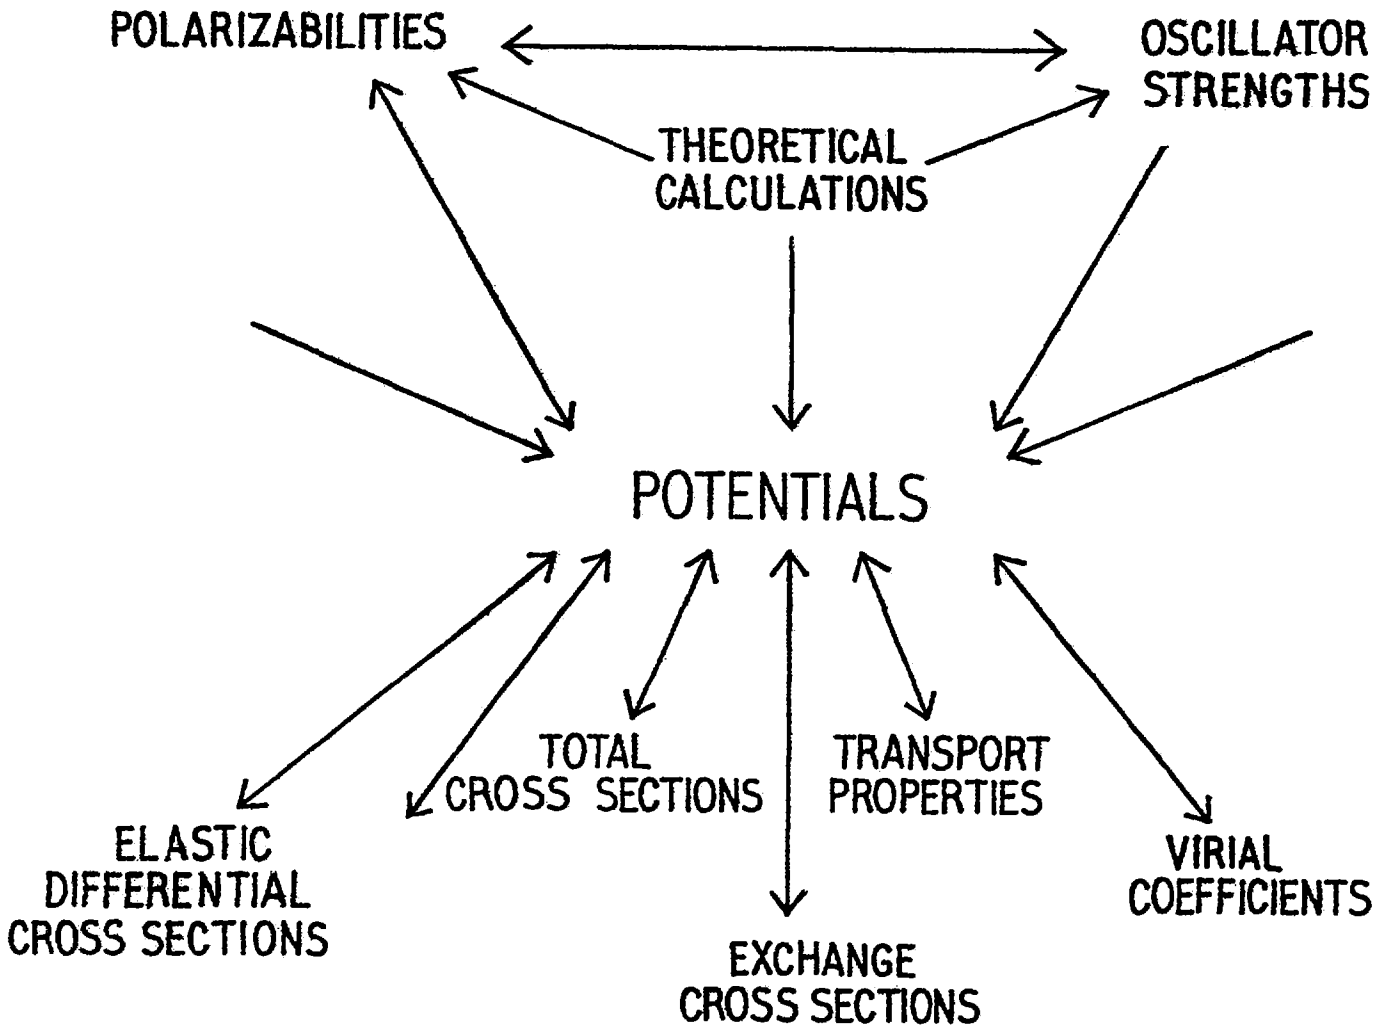 POLARIZABILITIES
OSCILLATOR
STRENGTHS
THEORETICAL
CALCULATIONS
POTENTIALS
TOTAL
CROSS SECTIONS
TRANSPORT
PROPERTIES
ELASTIC
DIFFERENTIAL
CROSS SECTIONS
VIRIAL
COEFFICIENTS
EXCHANGE
CROSS SECTIONS